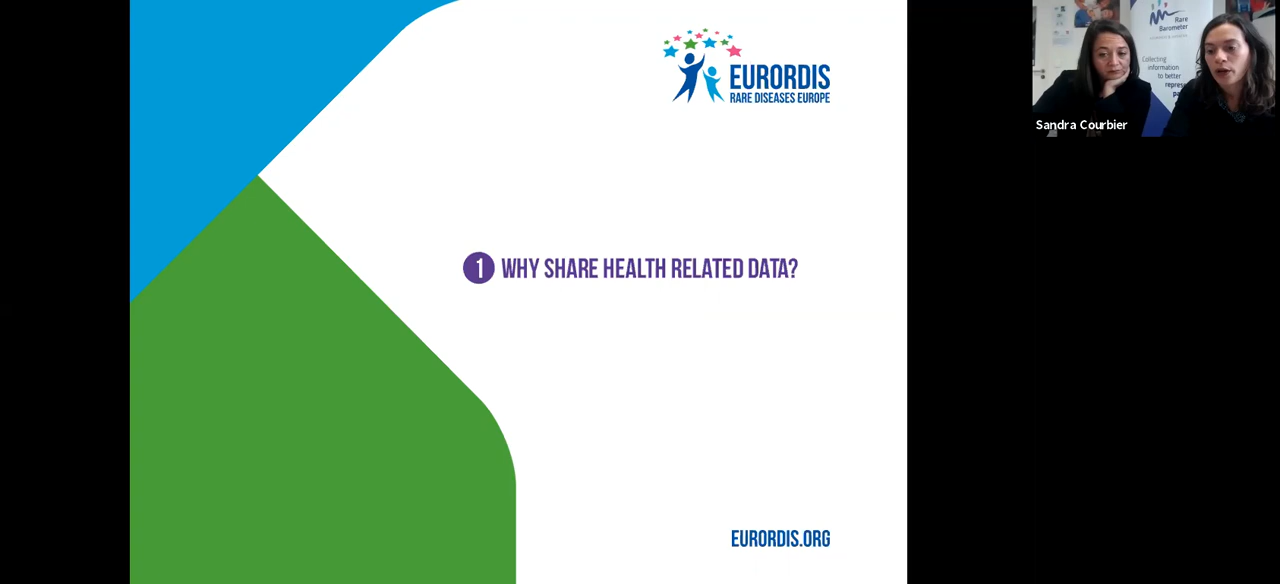 EURORDIS
RARE DISEASES EUROPE
1 WHY SHARE HEALTH RELATED DATA?
EURORDIS.ORG
Rare
Barometer
Collecting
information
to better
Sandra Courbier